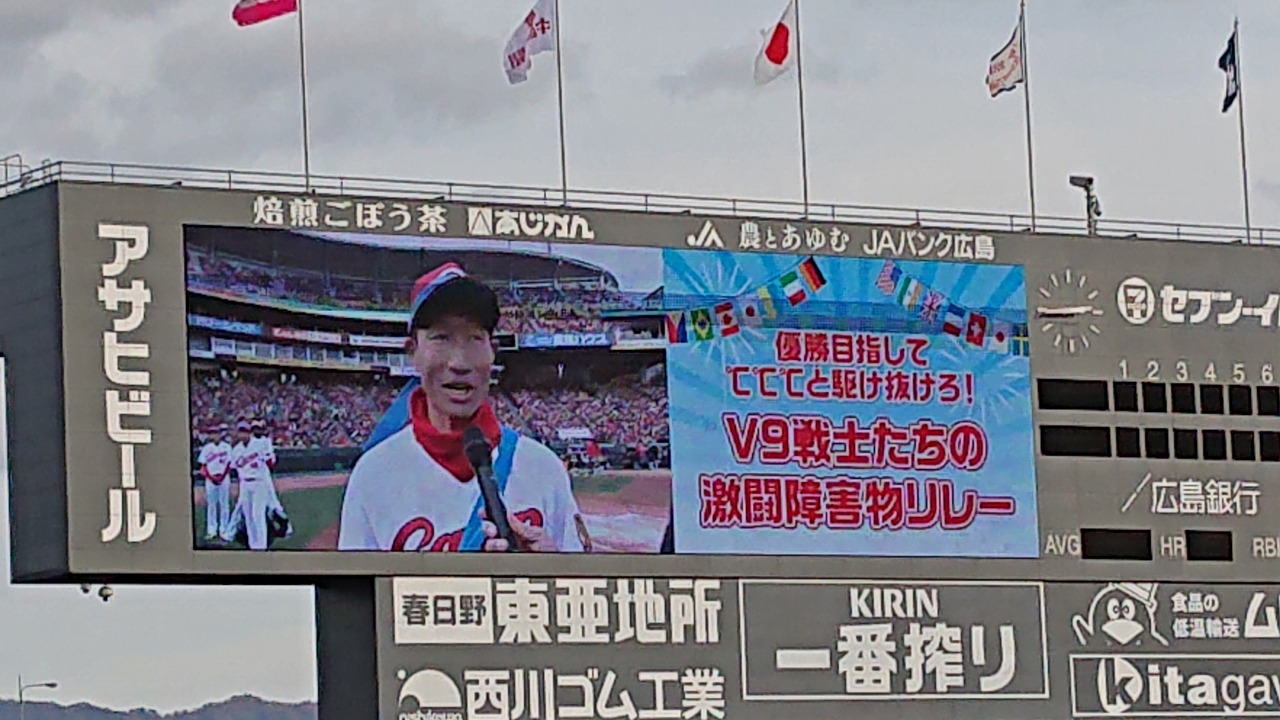 焙煎ごぼう茶 あじかん
JA 農とあゆむ JAバンク広島
アサヒビール
セブン-イ
優勝目指して
てててと駆け抜けろ!
V9戦士たちの
激闘障害物リレー
1 2 3 4 5 6
広島銀行
AVG HR RBI
春日野 東亜地所
KIRIN
一番搾り
食品の
低温輸送 ム
西川ゴム工業
Kitagaw